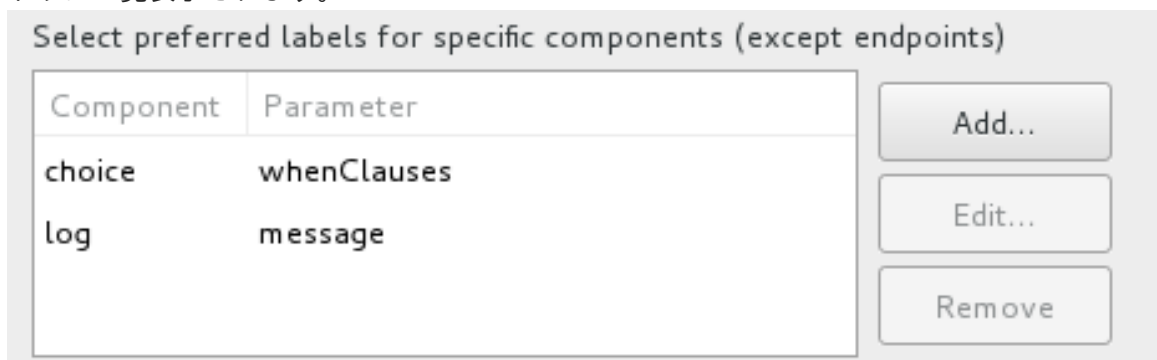 Select preferred labels for specific components (except endpoints)
Component Parameter
Add...
choice whenClauses
Edit...
log message
Remove